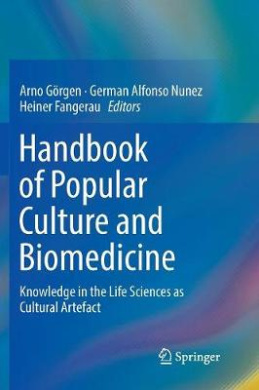 Arno Görgen · German Alfonso Nunez
Heiner Fangerau Editors
Handbook
of Popular
Culture and
Biomedicine
Knowledge in the Life Sciences as
Cultural Artefact
Springer